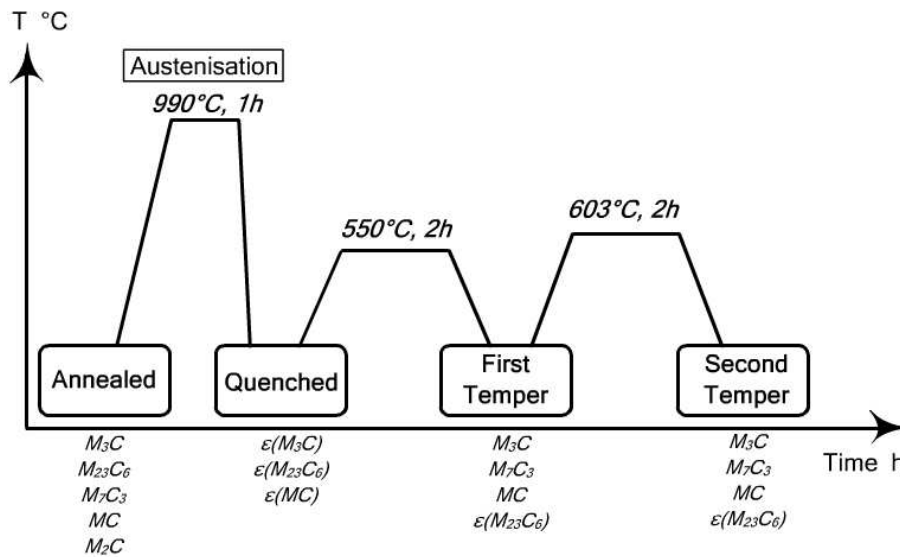 T °C
Austenisation
990°C, 1h
550°C, 2h
603°C, 2h
Annealed
Quenched
First
Temper
Second
Temper
Time h
M₃C
M₂₃C₆
M₇C₃
MC
M₂C
ε(M₃C)
ε(M₂₃C₆)
ε(MC)
M₃C
M₇C₃
MC
ε(M₂₃C₆)
M₃C
M₇C₃
MC
ε(M₂₃C₆)